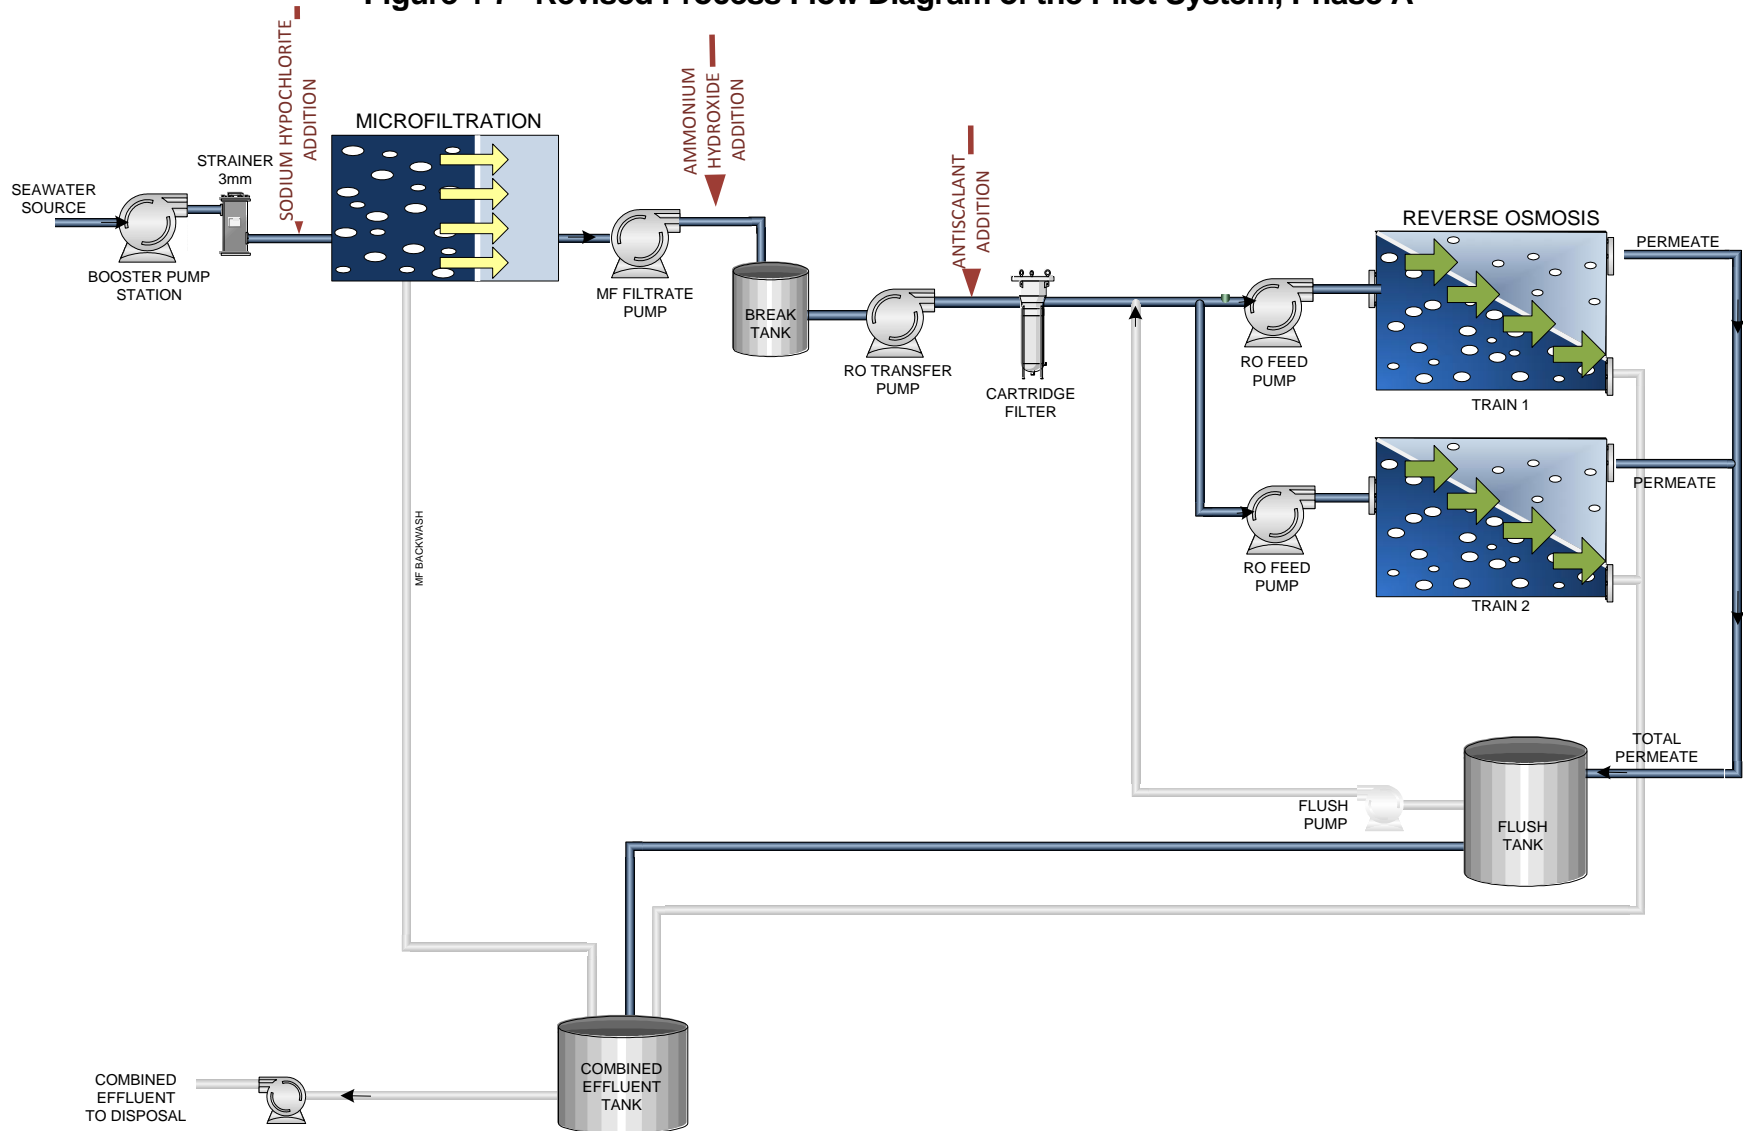 Figure 4-7 - Revised Process Flow Diagram of the Pilot System, Phase A
SODIUM HYPOCHLORITE
ADDITION
MICROFILTRATION
AMMONIUM
HYDROXIDE
ADDITION
STRAINER
3mm
SEAWATER
SOURCE
BOOSTER PUMP
STATION
MF FILTRATE
PUMP
BREAK
TANK
ANTISCALANT
ADDITION
RO TRANSFER
PUMP
CARTRIDGE
FILTER
REVERSE OSMOSIS
PERMEATE
RO FEED
PUMP
TRAIN 1
PERMEATE
RO FEED
PUMP
TRAIN 2
MF BACKWASH
TOTAL
PERMEATE
FLUSH
PUMP
FLUSH
TANK
COMBINED
EFFLUENT
TANK
COMBINED
EFFLUENT
TO DISPOSAL